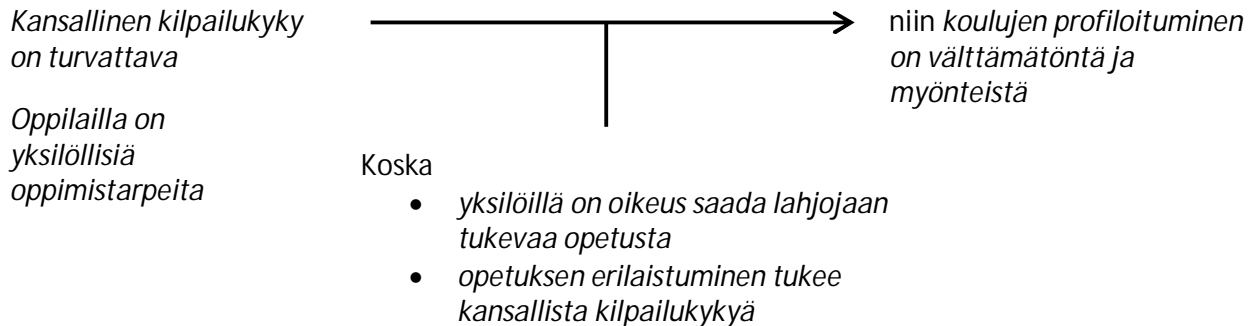 Kansallinen kilpailukyky
on turvattava
Oppilailla on
yksilöllisiä
oppimistarpeita
niin koulujen profiloituminen
on välttämätöntä ja
myönteistä
Koska
• yksilöillä on oikeus saada lahjojaan
tukevaa opetusta
• opetuksen erilaistuminen tukee
kansallista kilpailukykyä